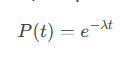 P(t) = e^{-λt}